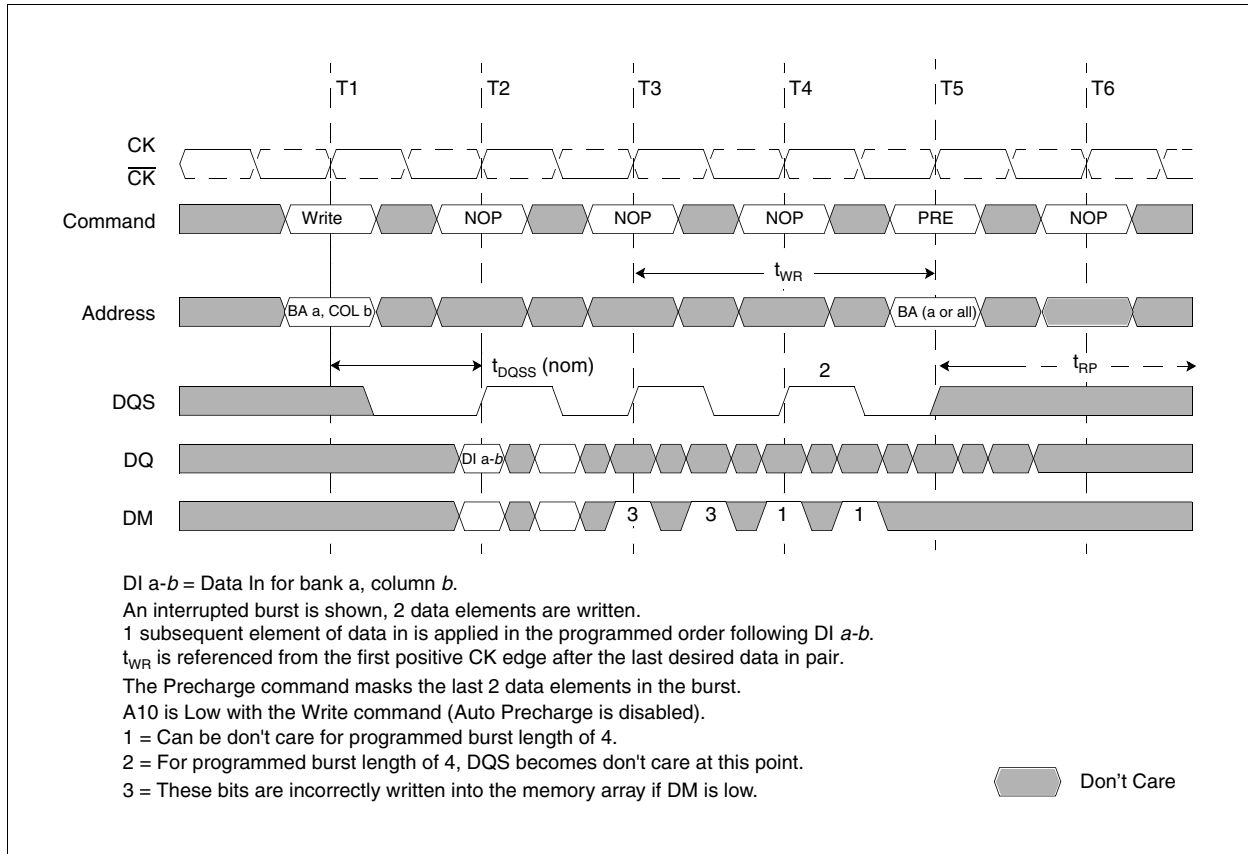 T1 T2 T3 T4 T5 T6
CK
CK
Command Write NOP NOP NOP PRE NOP
tWR
Address BA a, COL b BA (a or all)
tDQSS (nom) 2 tRP
DQS
DQ DI a-b
DM 3 3 1 1
DI a-b = Data In for bank a, column b.
An interrupted burst is shown, 2 data elements are written.
1 subsequent element of data in is applied in the programmed order following DI a-b.
tWR is referenced from the first positive CK edge after the last desired data in pair.
The Precharge command masks the last 2 data elements in the burst.
A10 is Low with the Write command (Auto Precharge is disabled).
1 = Can be don't care for programmed burst length of 4.
2 = For programmed burst length of 4, DQS becomes don't care at this point.
3 = These bits are incorrectly written into the memory array if DM is low.
Don't Care